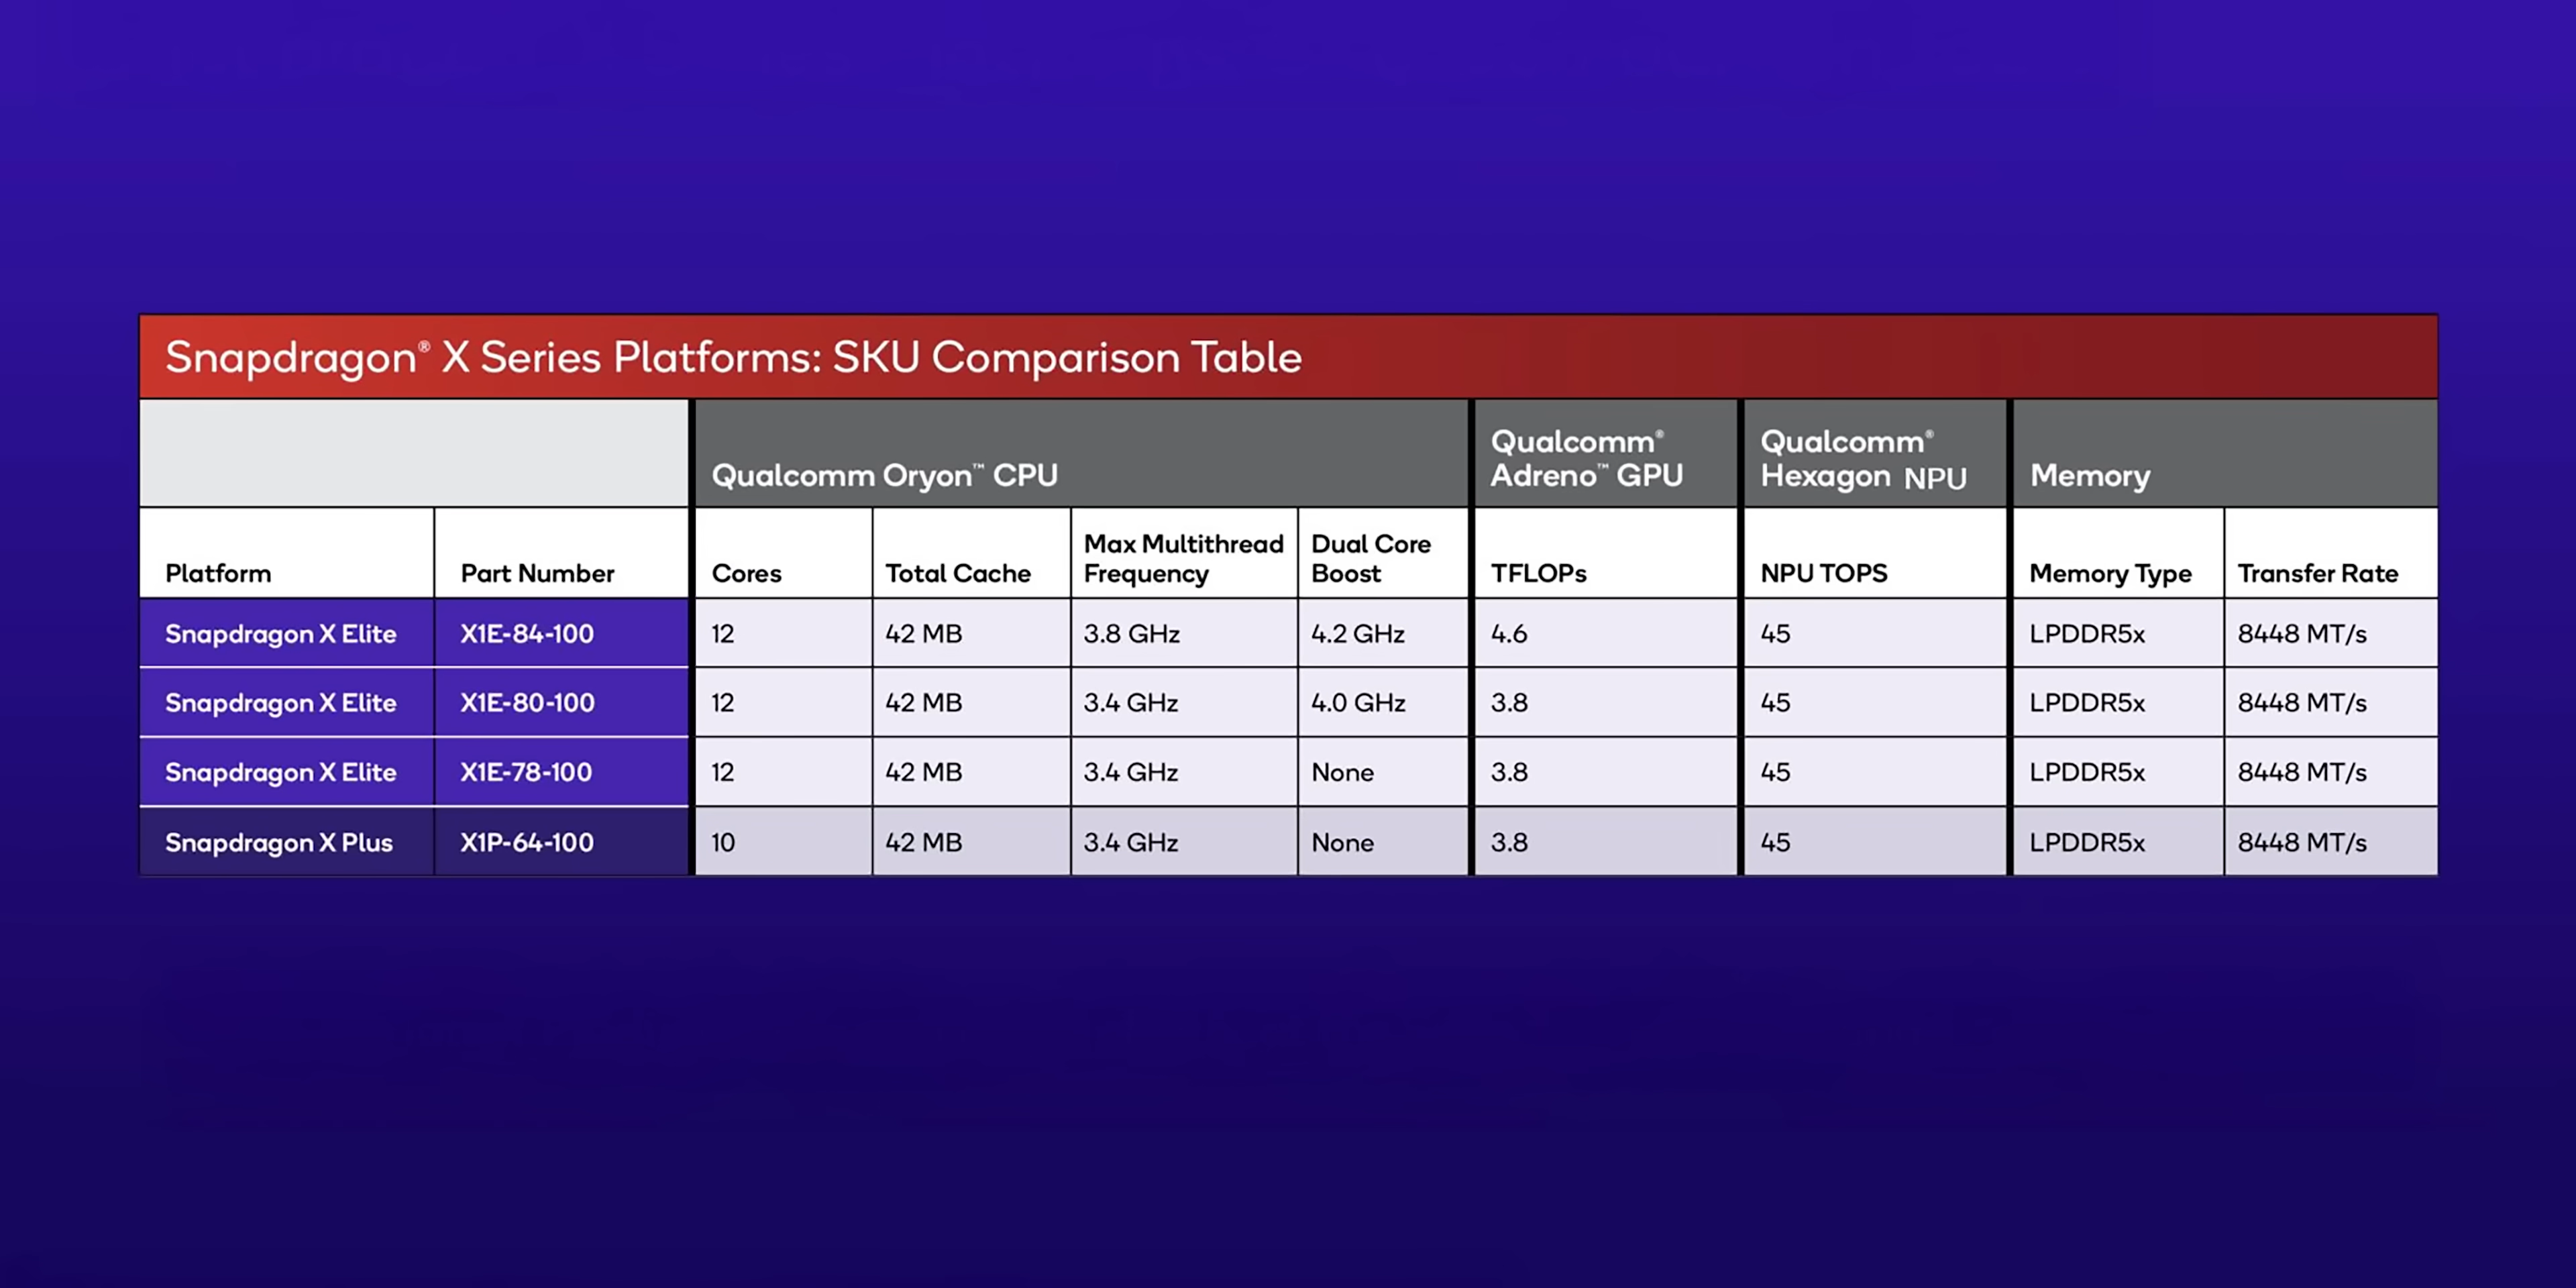 Snapdragon® X Series Platforms: SKU Comparison Table
Qualcomm Oryon™ CPU
Qualcomm®
Adreno™ GPU
Qualcomm®
Hexagon NPU
Memory
Platform
Part Number
Cores
Total Cache
Max Multithread
Frequency
Dual Core
Boost
TFLOPs
NPU TOPS
Memory Type
Transfer Rate
Snapdragon X Elite X1E-84-100 12 42 MB 3.8 GHz 4.2 GHz 4.6 45 LPDDR5x 8448 MT/s
Snapdragon X Elite X1E-80-100 12 42 MB 3.4 GHz 4.0 GHz 3.8 45 LPDDR5x 8448 MT/s
Snapdragon X Elite X1E-78-100 12 42 MB 3.4 GHz None 3.8 45 LPDDR5x 8448 MT/s
Snapdragon X Plus X1P-64-100 10 42 MB 3.4 GHz None 3.8 45 LPDDR5x 8448 MT/s